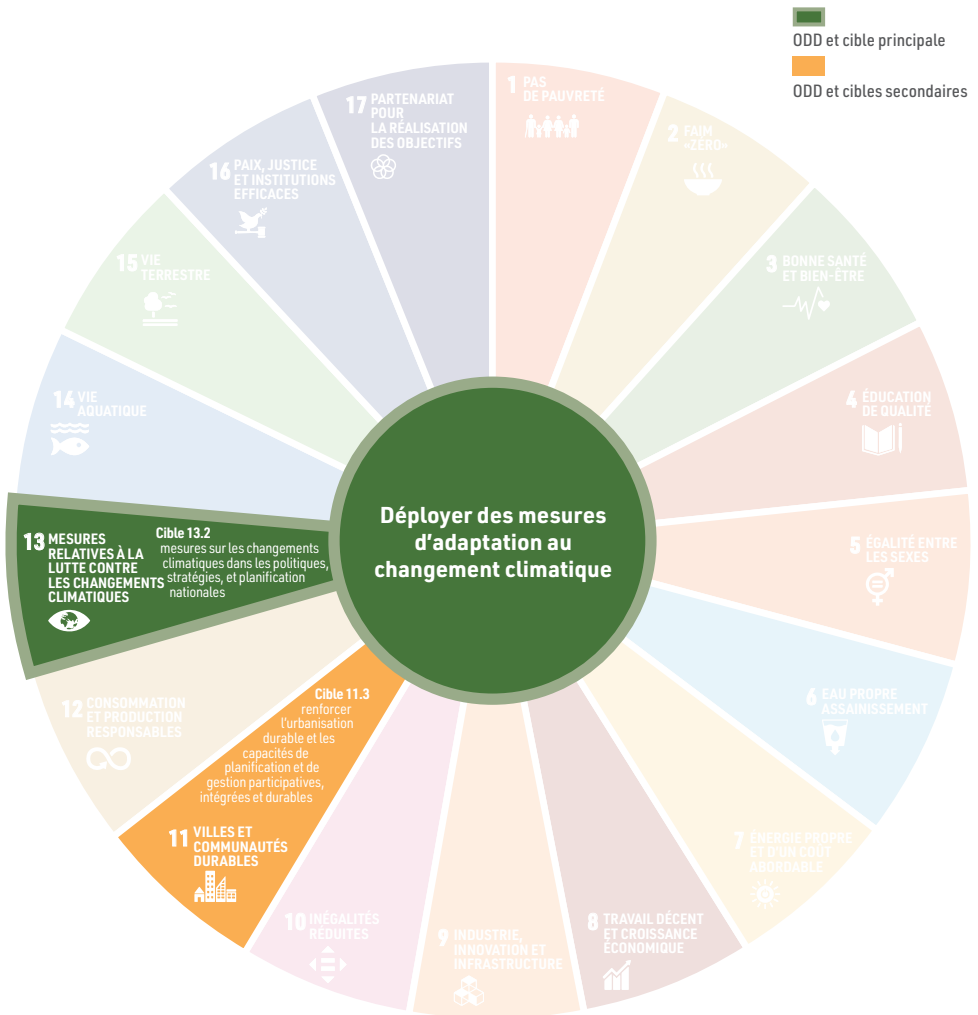 ODD et cible principale
ODD et cibles secondaires
1 PAS
DE PAUVRETÉ
2 FAIM
«ZÉRO»
3 BONNE SANTÉ
ET BIEN-ÊTRE
4 ÉDUCATION
DE QUALITÉ
5 ÉGALITÉ ENTRE
LES SEXES
6 EAU PROPRE
ASSAINISSEMENT
7 ÉNERGIE PROPRE
ET D'UN COÛT
ABORDABLE
8 TRAVAIL DÉCENT
ET CROISSANCE
ÉCONOMIQUE
9 INDUSTRIE,
INNOVATION ET
INFRASTRUCTURE
10 INÉGALITÉS
RÉDUITES
11 VILLES ET
COMMUNAUTÉS
DURABLES
Cible 11.3
renforcer
l'urbanisation
durable et les
capacités de
planification et de
gestion participatives,
intégrées et durables
12 CONSOMMATION
ET PRODUCTION
RESPONSABLES
13 MESURES
RELATIVES À LA
LUTTE CONTRE
LES CHANGEMENTS
CLIMATIQUES
Cible 13.2
mesures sur les changements
climatiques dans les politiques,
stratégies, et planification
nationales
14 VIE
AQUATIQUE
15 VIE
TERRESTRE
16 PAIX, JUSTICE
ET INSTITUTIONS
EFFICACES
17 PARTENARIAT
POUR
LA RÉALISATION
DES OBJECTIFS
Déployer des mesures
d'adaptation au
changement climatique